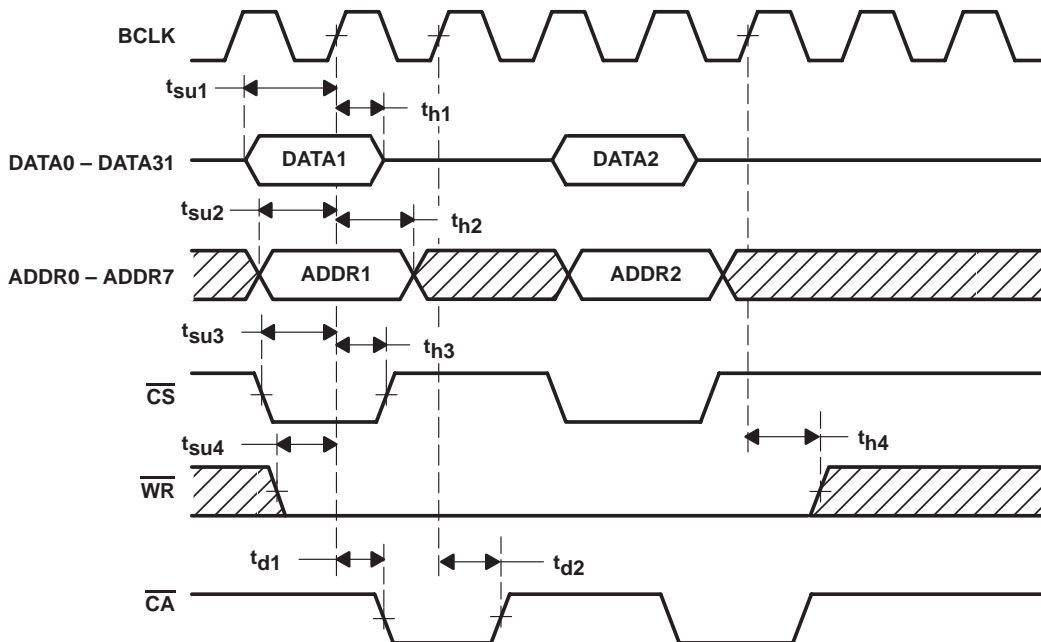 BCLK
tsu1
th1
DATA0 – DATA31
DATA1
DATA2
tsu2
th2
ADDR0 – ADDR7
ADDR1
ADDR2
tsu3
th3
CS
tsu4
th4
WR
td1
td2
CA